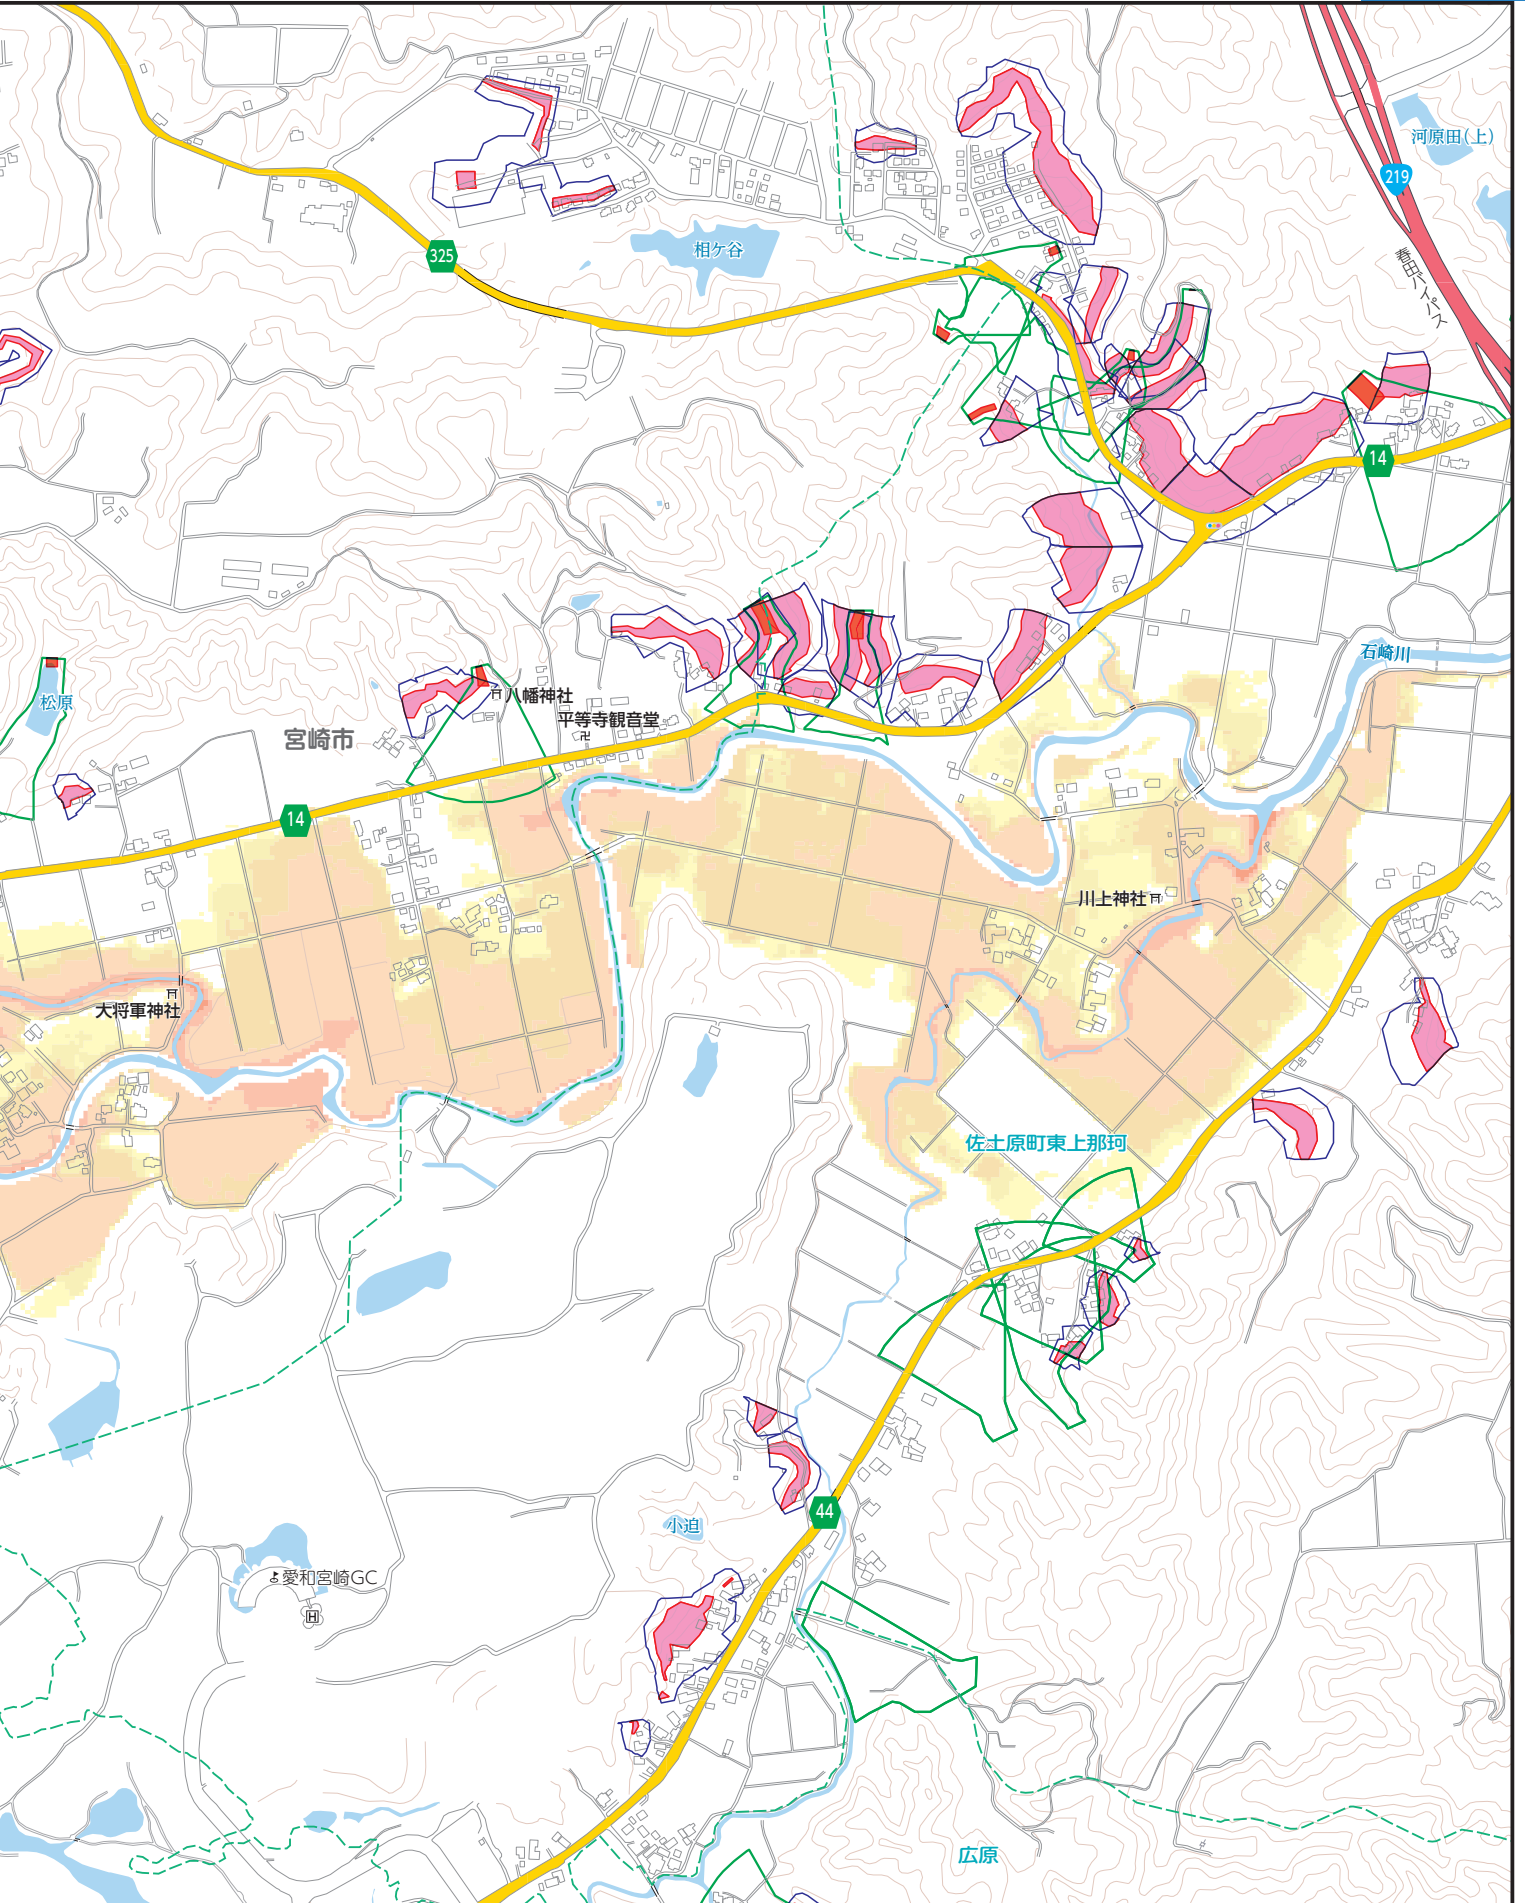 河原田(上)
219
相ケ谷
325
春田バイパス
14
石崎川
松原
八幡神社
平等寺観音堂
宮崎市
14
川上神社
大将軍神社
佐土原町東上那珂
44
小迫
愛和宮崎GC
H
広原